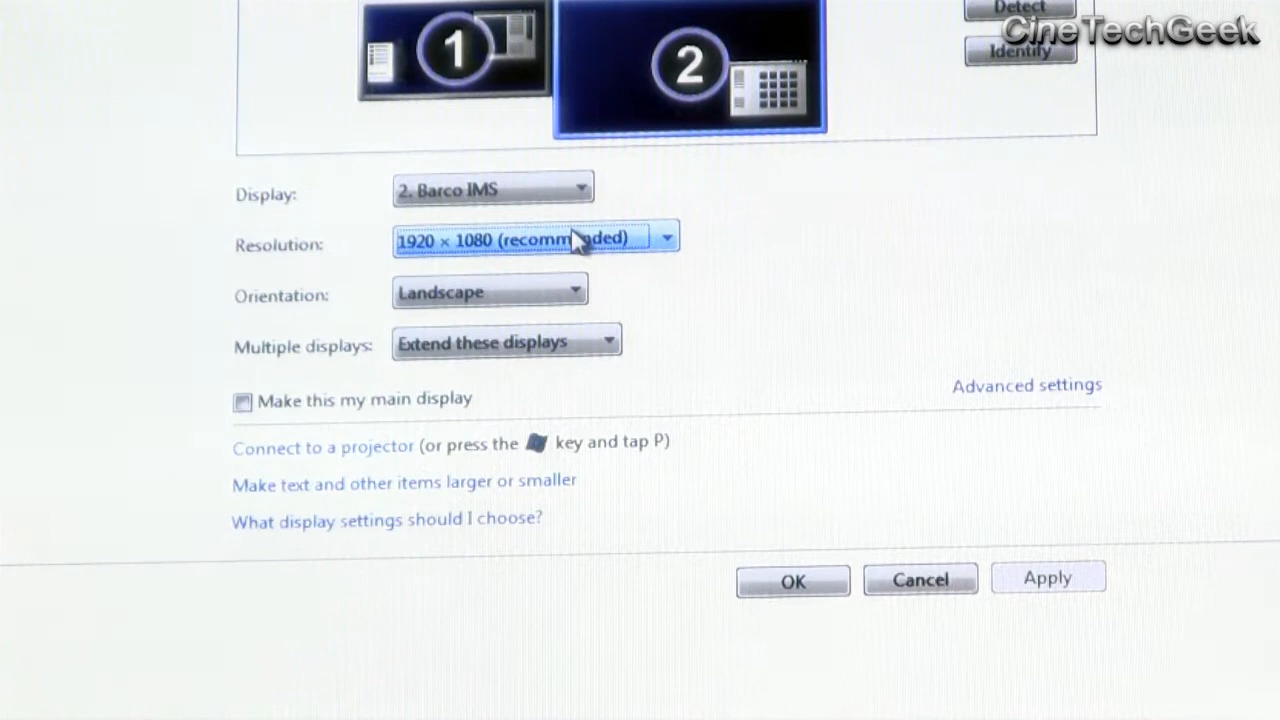 Detect
CineTechGeek
Identify
1
2
Display:
2. Barco IMS
Resolution:
1920 × 1080 (recommended)
Orientation:
Landscape
Multiple displays:
Extend these displays
Make this my main display
Advanced settings
Connect to a projector (or press the key and tap P)
Make text and other items larger or smaller
What display settings should I choose?
OK
Cancel
Apply